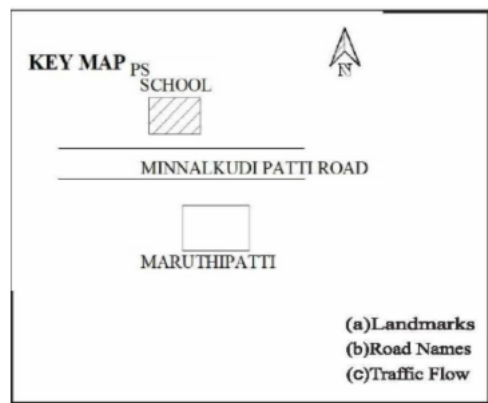 KEY MAP PS
N
SCHOOL
MINNALKUDI PATTI ROAD
MARUTHIPATTI
(a)Landmarks
(b)Road Names
(c)Traffic Flow